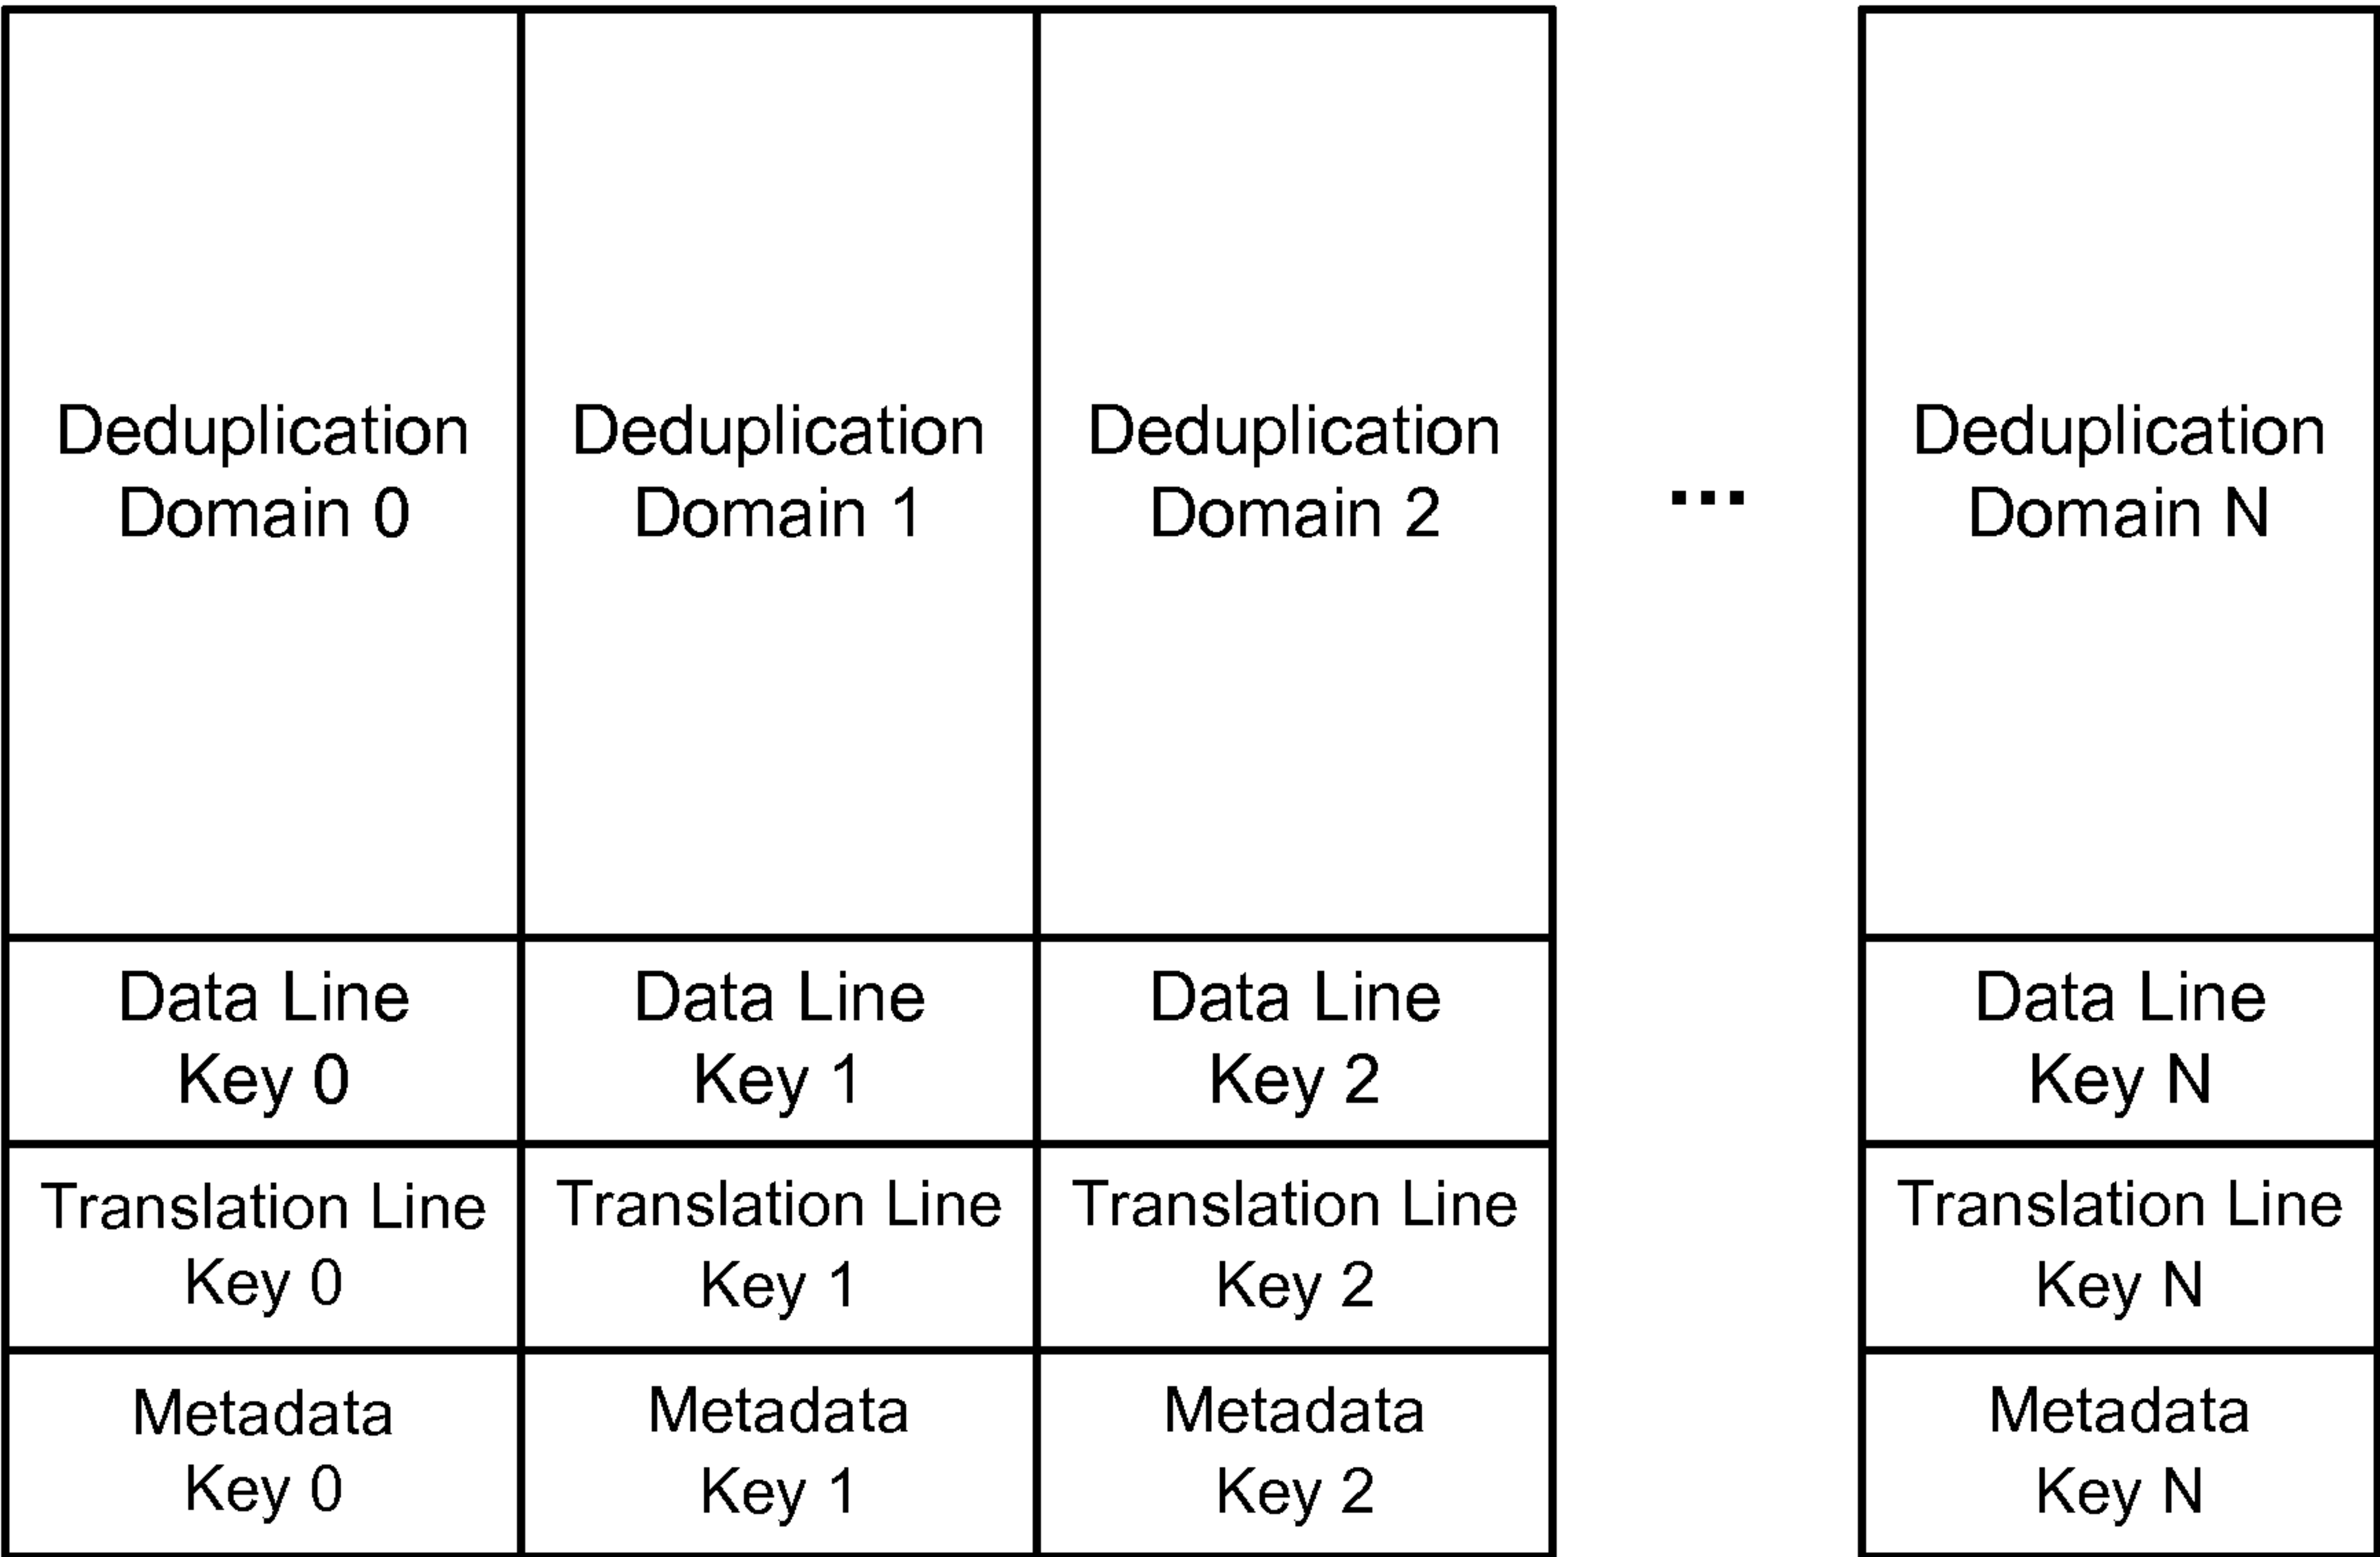 Deduplication
Domain 0
Deduplication
Domain 1
Deduplication
Domain 2
...
Deduplication
Domain N
Data Line
Key 0
Data Line
Key 1
Data Line
Key 2
Data Line
Key N
Translation Line
Key 0
Translation Line
Key 1
Translation Line
Key 2
Translation Line
Key N
Metadata
Key 0
Metadata
Key 1
Metadata
Key 2
Metadata
Key N